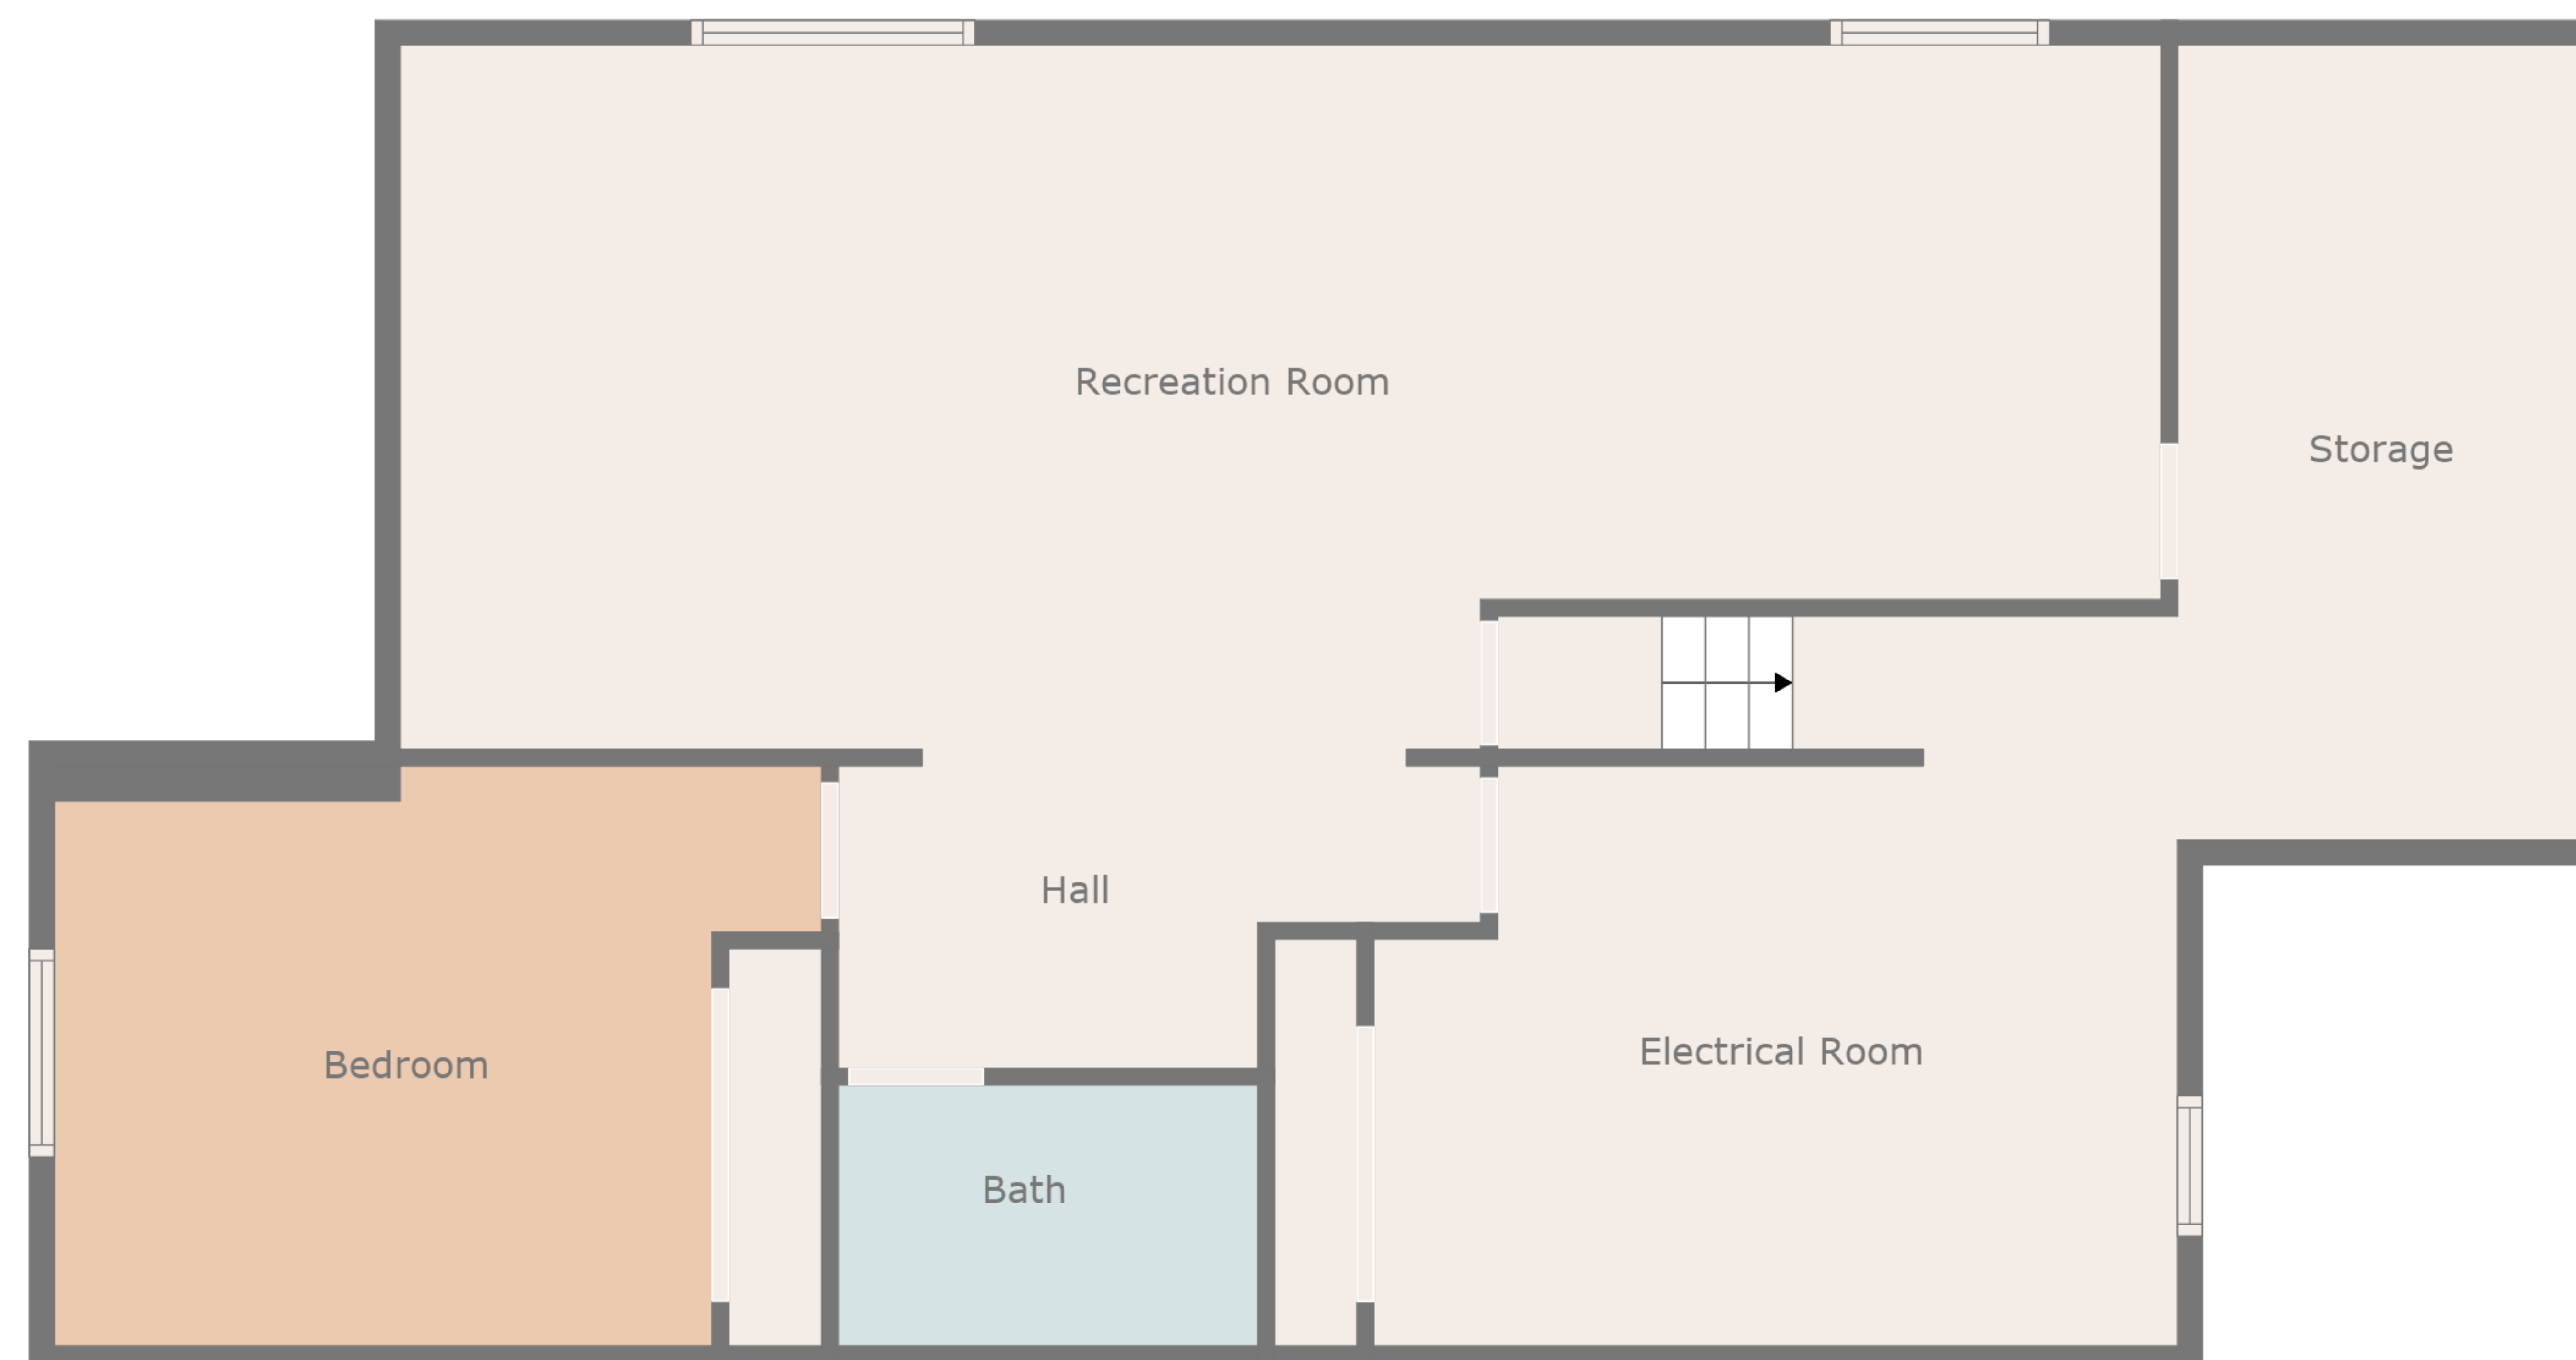 Recreation Room
Storage
Hall
Bedroom
Electrical Room
Bath